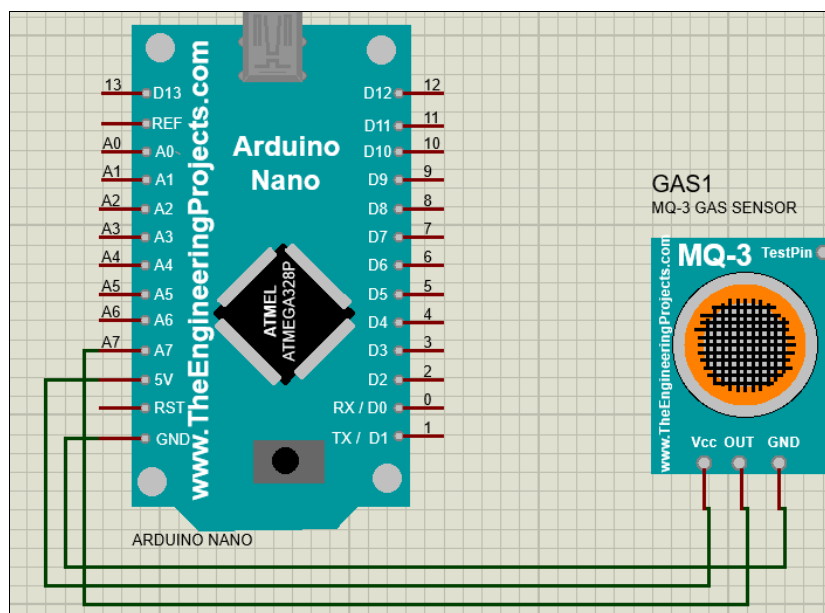 13
D13
REF
A0
A0
A1
A1
A2
A2
A3
A3
A4
A4
A5
A5
A6
A6
A7
A7
5V
RST
GND
www.TheEngineeringProjects.com
Arduino
Nano
ATMEL
ATMEGA328P
D12
12
D11
11
D10
10
D9
9
D8
8
D7
7
D6
6
D5
5
D4
4
D3
3
D2
2
RX / D0
0
TX / D1
1
ARDUINO NANO
GAS1
MQ-3 GAS SENSOR
www.TheEngineeringProjects.com
MQ-3
TestPin
Vcc OUT GND